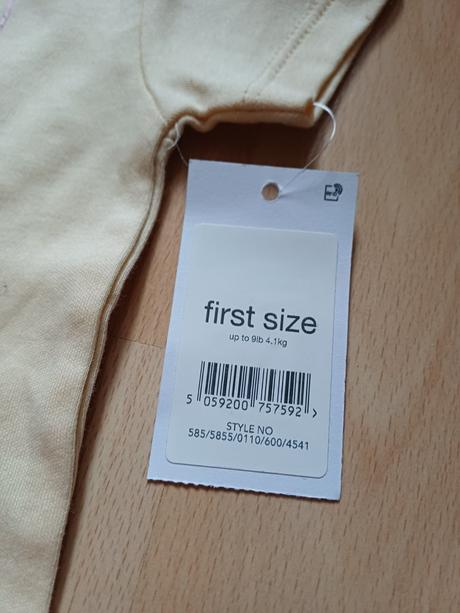 first size
up to 9lb 4.1kg
5 059200 757592 >
STYLE NO
585/5855/0110/600/4541